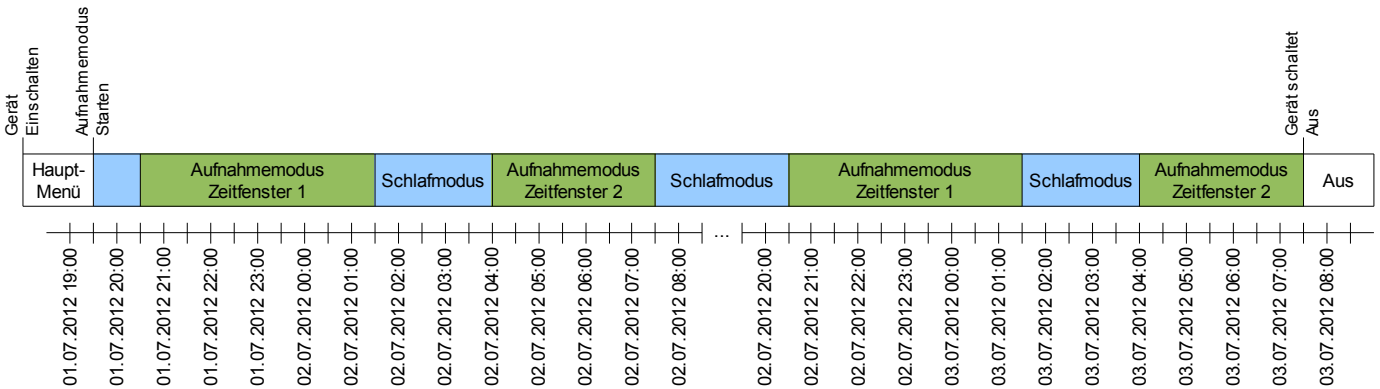 Gerät
Einschalten
Aufnahmemodus
Starten
Gerät schaltet
Aus
Haupt-
Menü
Aufnahmemodus
Zeitfenster 1
Schlafmodus
Aufnahmemodus
Zeitfenster 2
Schlafmodus
Aufnahmemodus
Zeitfenster 1
Schlafmodus
Aufnahmemodus
Zeitfenster 2
Aus
...
01.07.2012 19:00
01.07.2012 20:00
01.07.2012 21:00
01.07.2012 22:00
01.07.2012 23:00
02.07.2012 00:00
02.07.2012 01:00
02.07.2012 02:00
02.07.2012 03:00
02.07.2012 04:00
02.07.2012 05:00
02.07.2012 06:00
02.07.2012 07:00
02.07.2012 08:00
02.07.2012 20:00
02.07.2012 21:00
02.07.2012 22:00
02.07.2012 23:00
03.07.2012 00:00
03.07.2012 01:00
03.07.2012 02:00
03.07.2012 03:00
03.07.2012 04:00
03.07.2012 05:00
03.07.2012 06:00
03.07.2012 07:00
03.07.2012 08:00